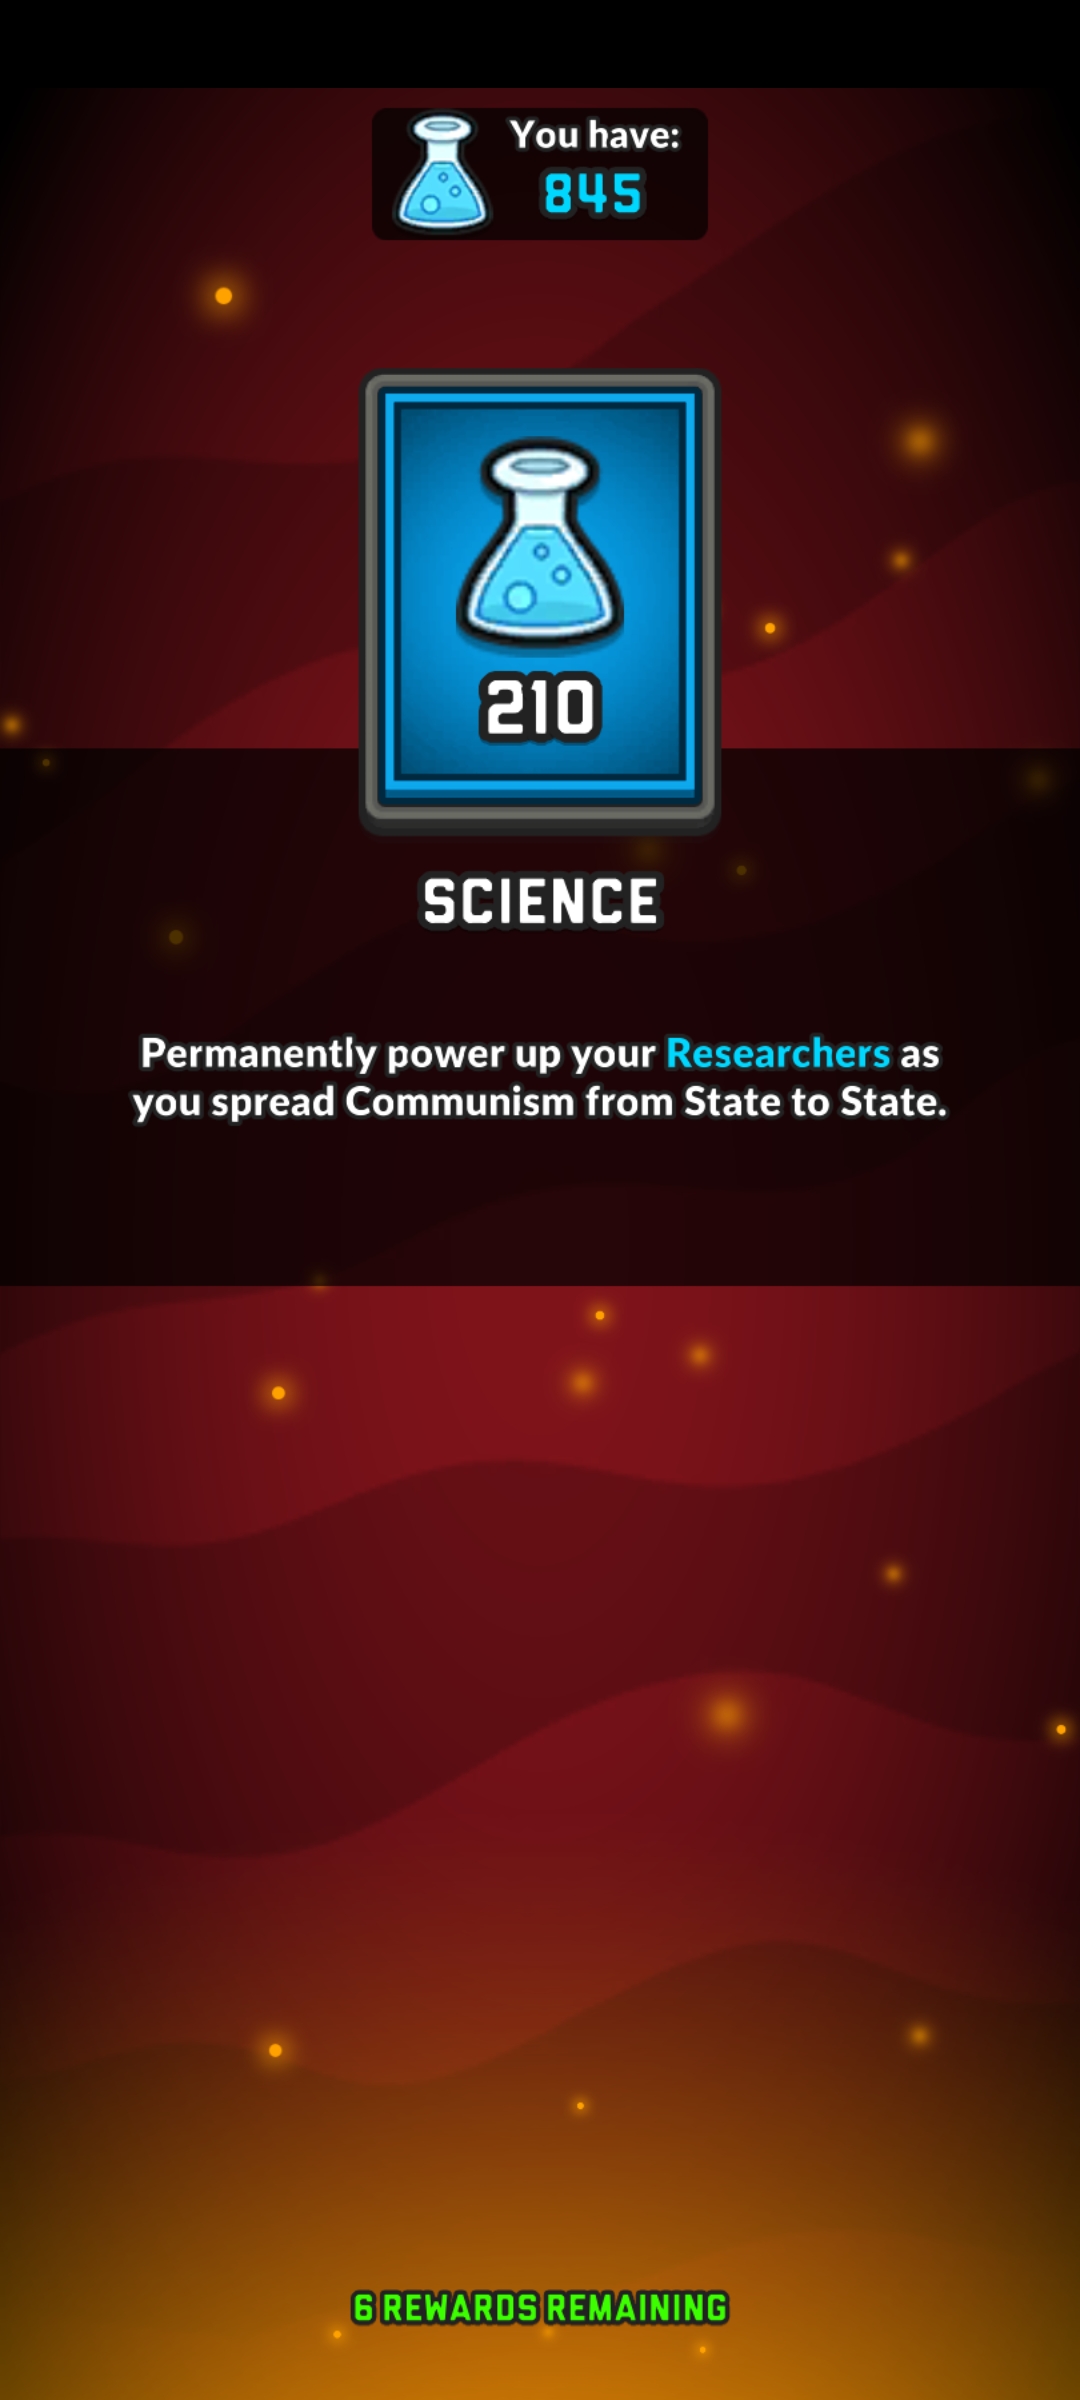 You have:
845
210
SCIENCE
Permanently power up your Researchers as
you spread Communism from State to State.
6 REWARDS REMAINING